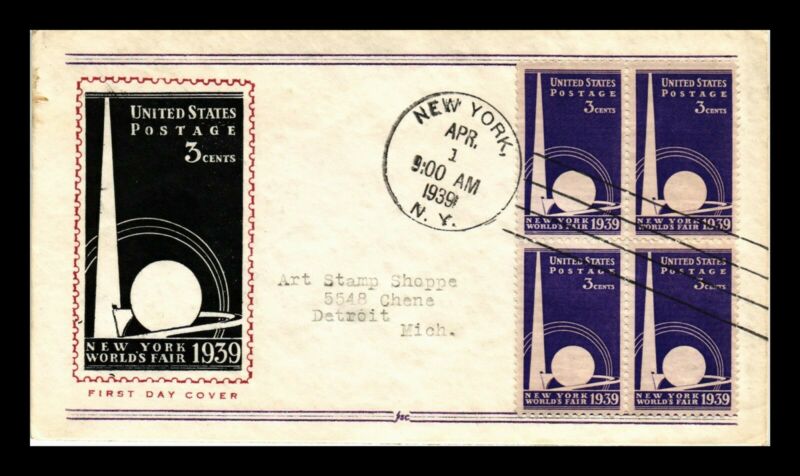 UNITED STATES
POSTAGE
3 CENTS
NEW YORK
WORLD'S FAIR 1939
FIRST DAY COVER
NEW YORK,
APR.
1
9:00 AM
1939
N. Y.
Art Stamp Shoppe
5548 Chene
Detroit
Mich.
UNITED STATES
POSTAGE
3 CENTS
NEW YORK
WORLD'S FAIR 1939
UNITED STATES
POSTAGE
3 CENTS
NEW YORK
WORLD'S FAIR 1939
UNITED STATES
POSTAGE
3 CENTS
NEW YORK
WORLD'S FAIR 1939
UNITED STATES
POSTAGE
3 CENTS
NEW YORK
WORLD'S FAIR 1939